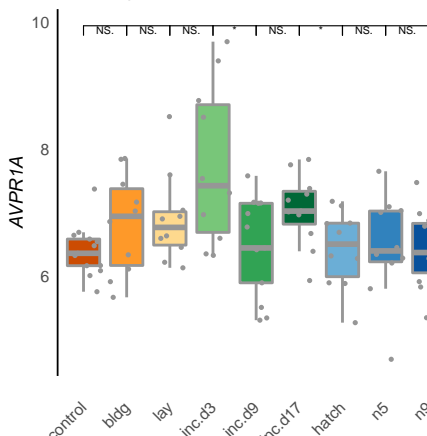 10
NS. NS. NS. * NS. * NS. NS.
8
AVPR1A
6
control bldg lay inc.d3 inc.d9 inc.d17 hatch n5 n9